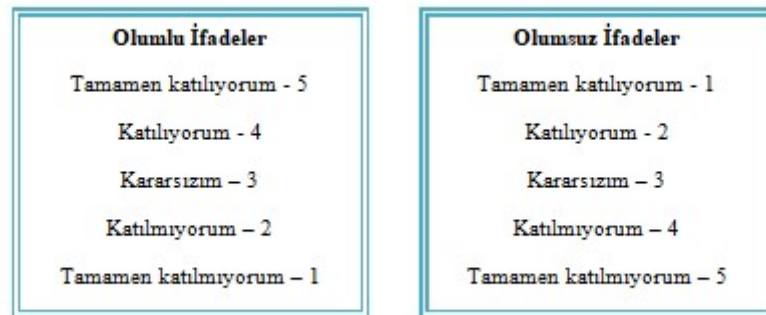 Olumlu İfadeler
Tamamen katılıyorum - 5
Katılıyorum - 4
Kararsızım – 3
Katılmıyorum – 2
Tamamen katılmıyorum – 1
Olumsuz İfadeler
Tamamen katılıyorum - 1
Katılıyorum - 2
Kararsızım – 3
Katılmıyorum – 4
Tamamen katılmıyorum – 5